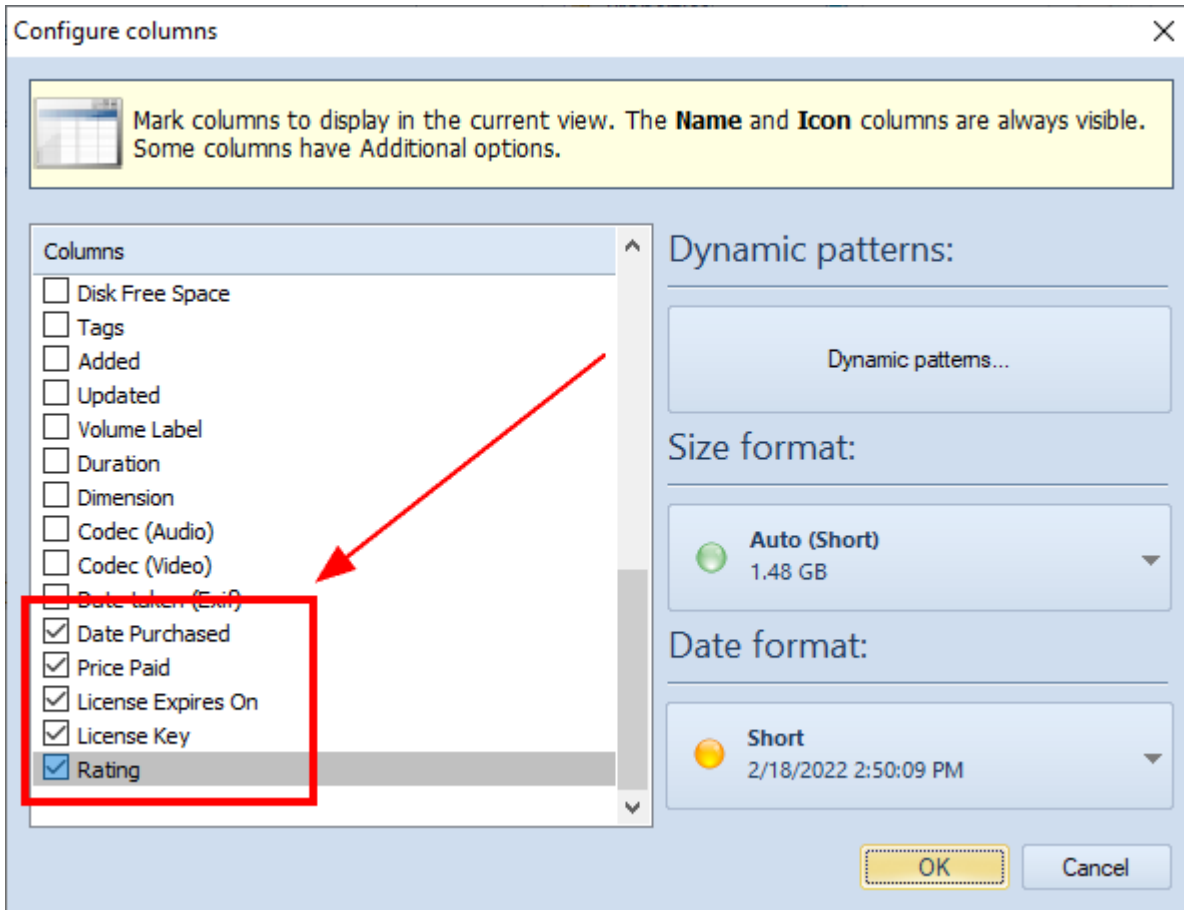 Configure columns
Mark columns to display in the current view. The Name and Icon columns are always visible.
Some columns have Additional options.
Columns
Disk Free Space
Tags
Added
Updated
Volume Label
Duration
Dimension
Codec (Audio)
Codec (Video)
Date taken (Exif)
Date Purchased
Price Paid
License Expires On
License Key
Rating
Dynamic patterns:
Dynamic patterns...
Size format:
Auto (Short)
1.48 GB
Date format:
Short
2/18/2022 2:50:09 PM
OK
Cancel